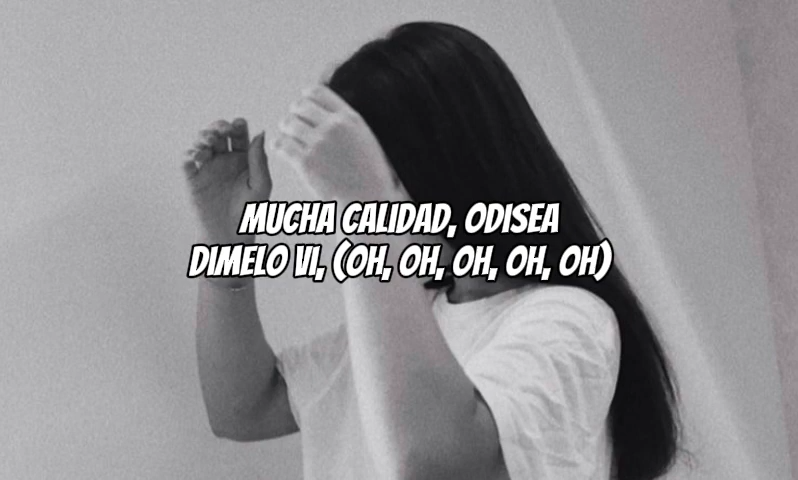 MUCHA CALIDAD, ODISEA
DIMELO VI, (OH, OH, OH, OH, OH)